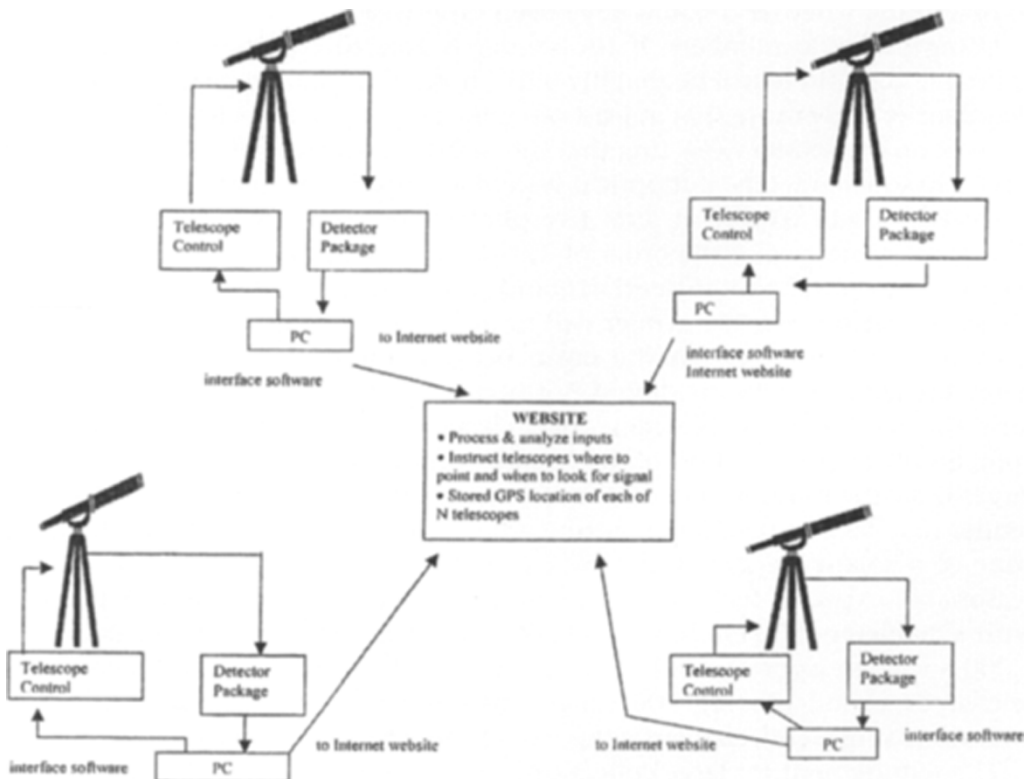 Telescope
Control
Detector
Package
PC
to Internet website
interface software
Telescope
Control
Detector
Package
PC
interface software
Internet website
WEBSITE
• Process & analyze inputs
• Instruct telescopes where to
point and when to look for signal
• Stored GPS location of each of
N telescopes
Telescope
Control
Detector
Package
PC
to Internet website
interface software
Telescope
Control
Detector
Package
PC
to Internet website
interface software